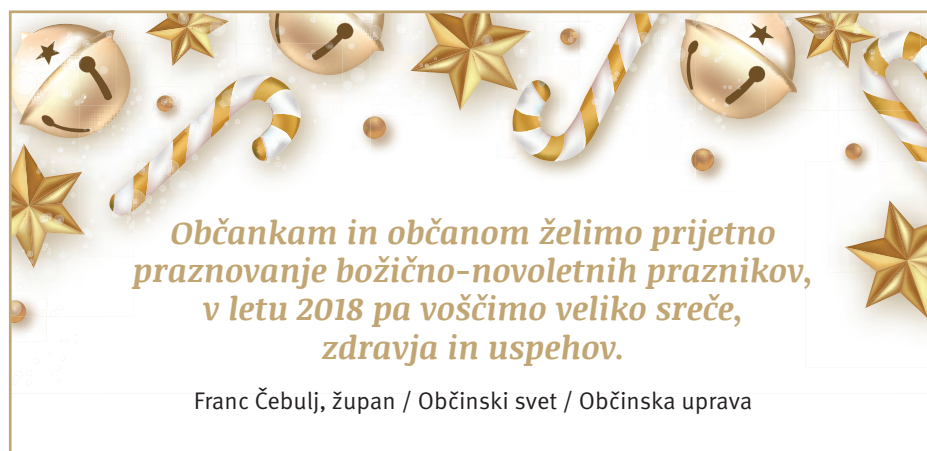 Občankam in občanom želimo prijetno
praznovanje božično-novoletnih praznikov,
v letu 2018 pa voščimo veliko sreče,
zdravja in uspehov.
Franc Čebulj, župan / Občinski svet / Občinska uprava